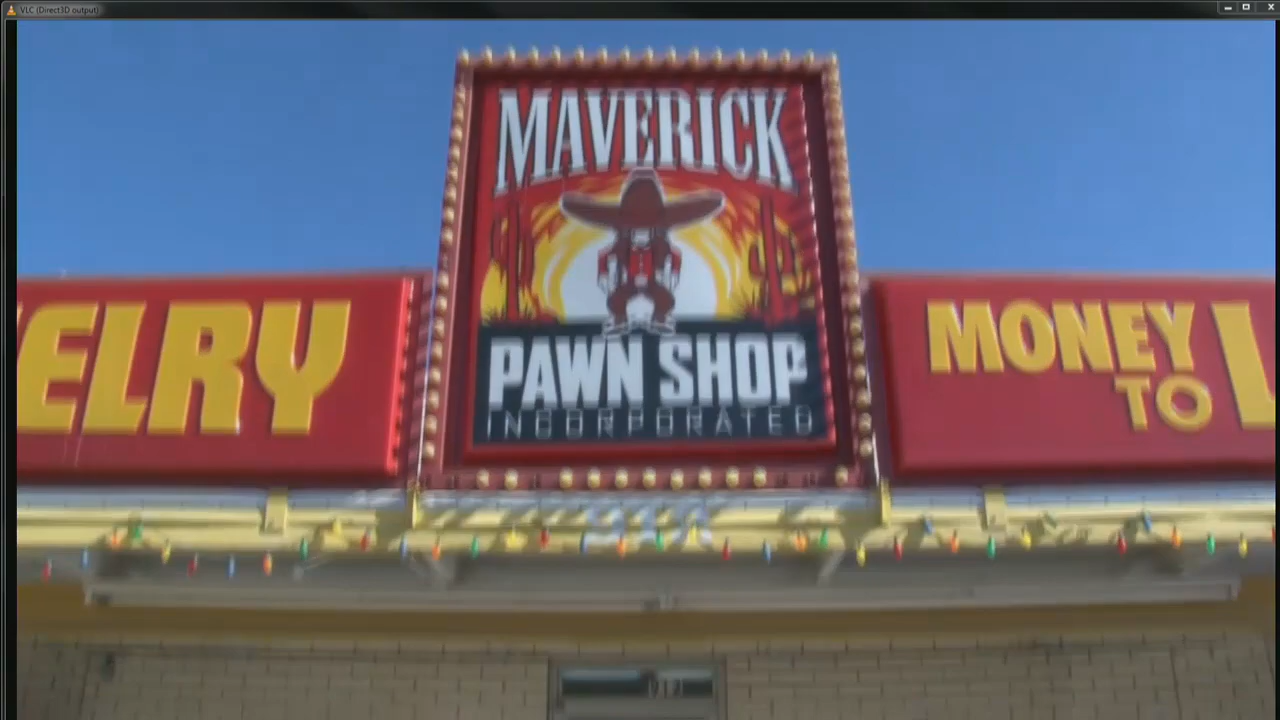 VLC (Direct3D output)
MAVERICK
PAWN SHOP
INCORPORATED
ELRY
MONEY
TO